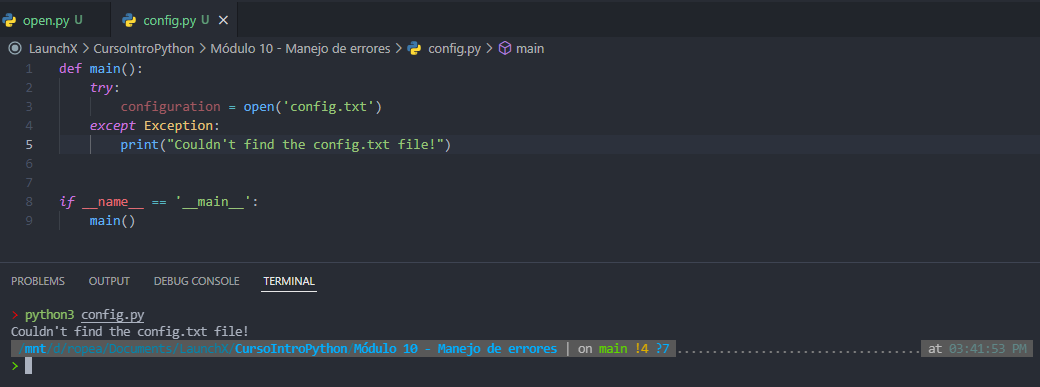 open.py U config.py U ×
LaunchX > CursoIntroPython > Módulo 10 - Manejo de errores > config.py > main
1 def main():
2 try:
3 configuration = open('config.txt')
4 except Exception:
5 print("Couldn't find the config.txt file!")
6
7
8 if __name__ == '__main__':
9 main()
PROBLEMS OUTPUT DEBUG CONSOLE TERMINAL
> python3 config.py
Couldn't find the config.txt file!
/mnt/d/ropea/Documents/LaunchX/CursoIntroPython/Módulo 10 - Manejo de errores | on main !4 ?7 at 03:41:53 PM
>